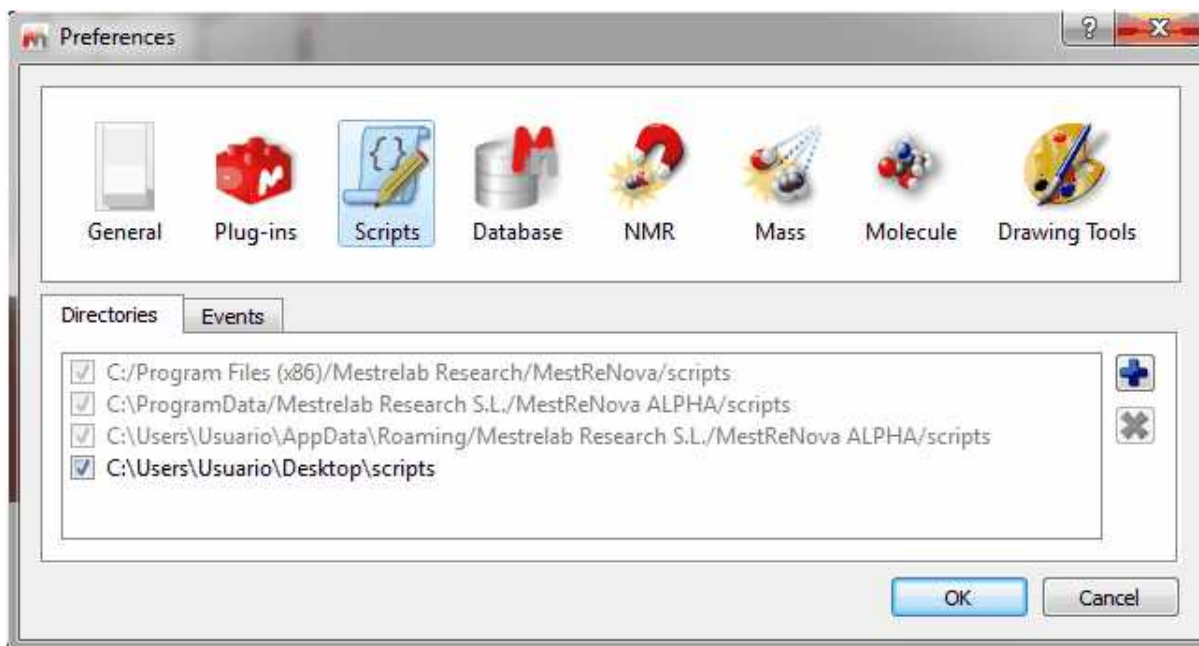 Preferences
General Plug-ins Scripts Database NMR Mass Molecule Drawing Tools
Directories Events
C:/Program Files (x86)/Mestrelab Research/MestReNova/scripts
C:\ProgramData/Mestrelab Research S.L./MestReNova ALPHA/scripts
C:\Users\Usuario\AppData\Roaming/Mestrelab Research S.L./MestReNova ALPHA/scripts
C:\Users\Usuario\Desktop\scripts
OK Cancel